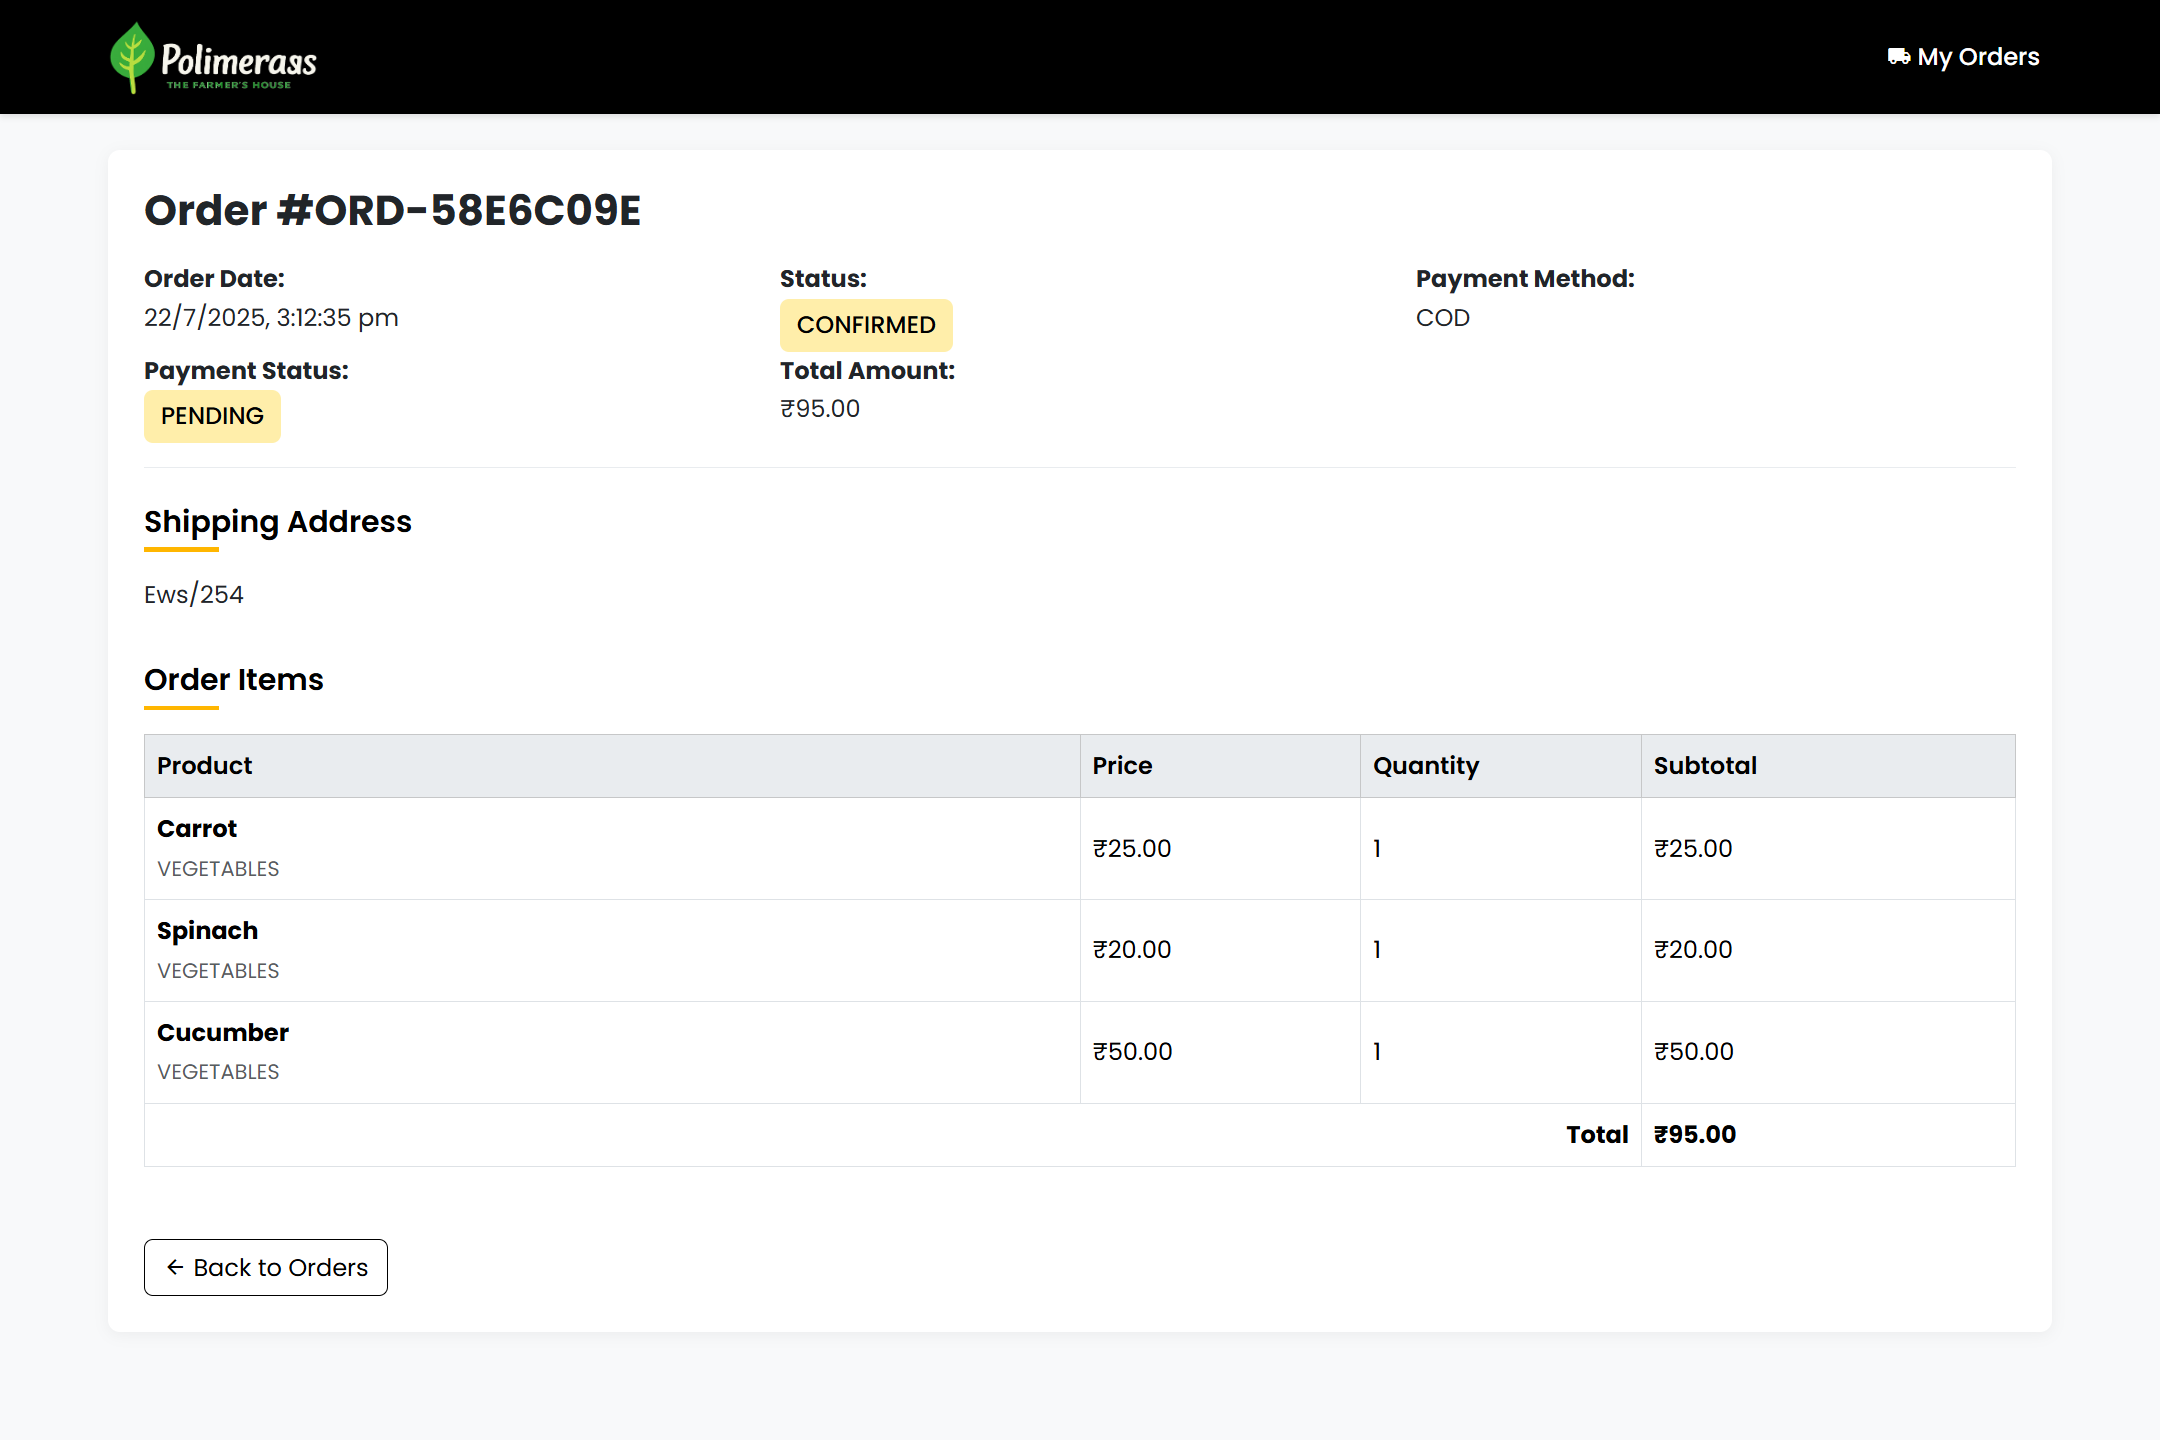 Polimerass
THE FARMER'S HOUSE
My Orders
Order #ORD-58E6C09E
Order Date:
22/7/2025, 3:12:35 pm
Status:
CONFIRMED
Payment Method:
COD
Payment Status:
PENDING
Total Amount:
₹95.00
Shipping Address
Ews/254
Order Items
Product Price Quantity Subtotal
Carrot
VEGETABLES
₹25.00 1 ₹25.00
Spinach
VEGETABLES
₹20.00 1 ₹20.00
Cucumber
VEGETABLES
₹50.00 1 ₹50.00
Total ₹95.00
← Back to Orders